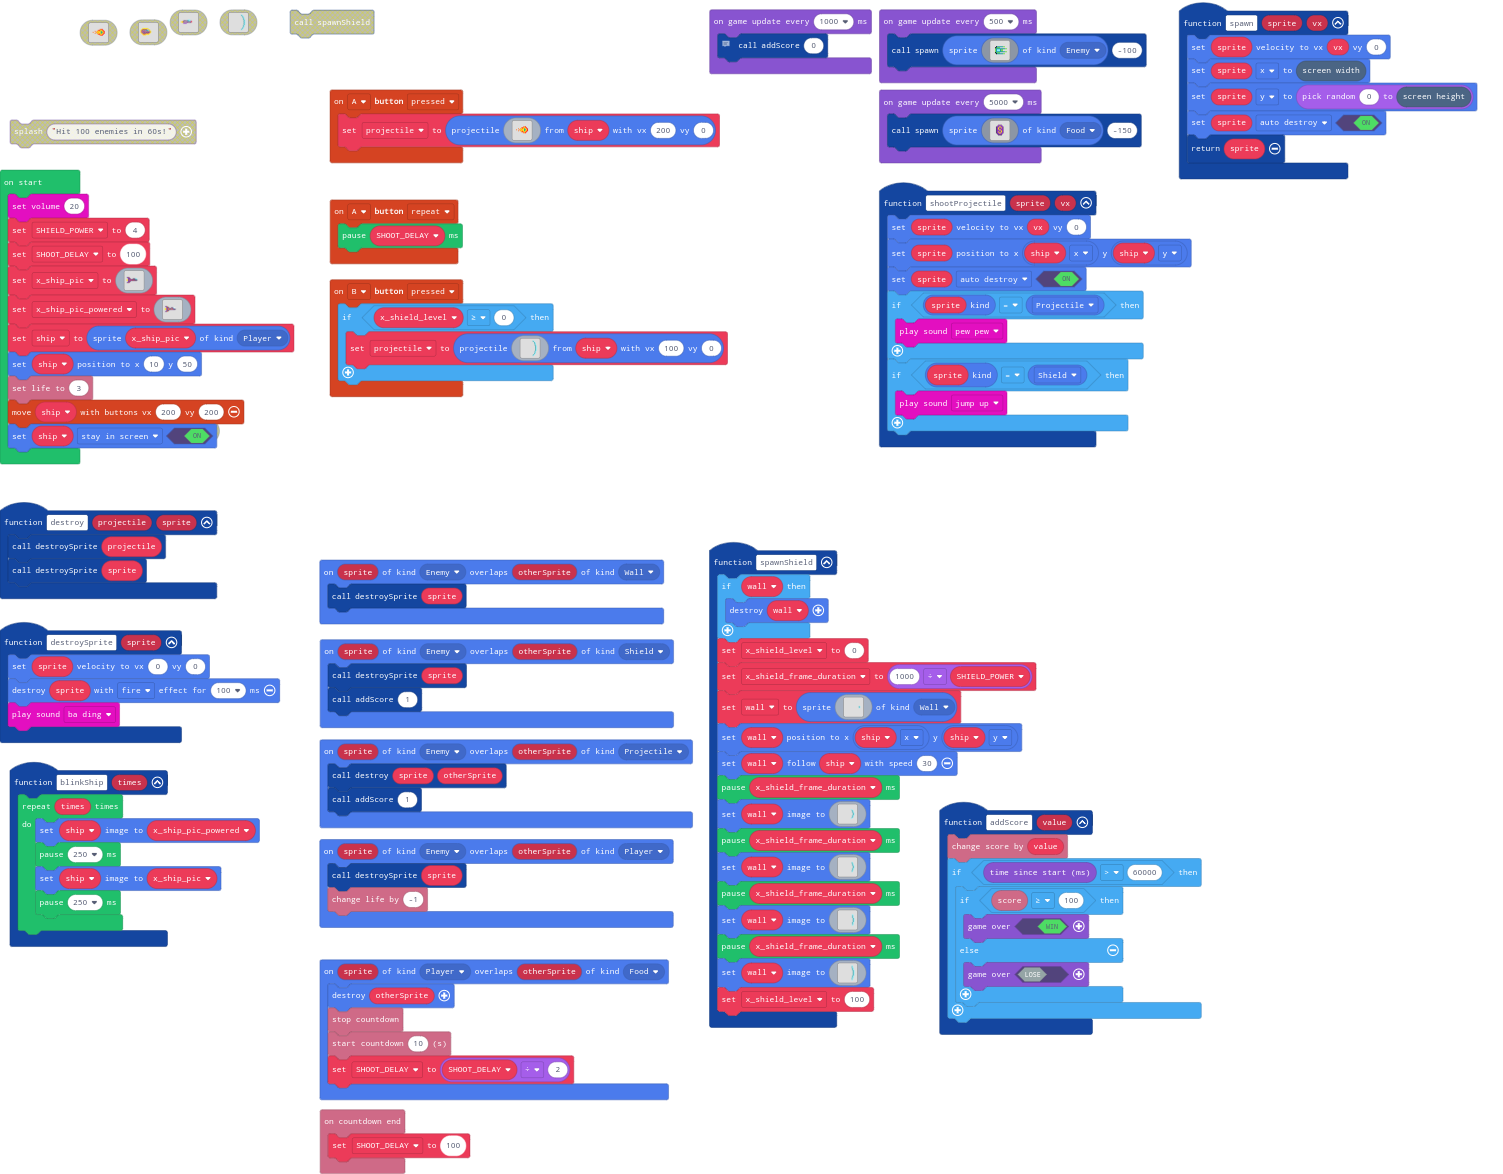 call spawnShield
splash "Hit 100 enemies in 60s!"
on start
set volume 20
set SHIELD_POWER to 4
set SHOOT_DELAY to 100
set x_ship_pic to
set x_ship_pic_powered to
set ship to sprite x_ship_pic of kind Player
set ship position to x 10 y 50
set life to 3
move ship with buttons vx 200 vy 200
set ship stay in screen ON
on A button pressed
set projectile to projectile from ship with vx 200 vy 0
on A button repeat
pause SHOOT_DELAY ms
on B button pressed
if x_shield_level ≥ 0 then
set projectile to projectile from ship with vx 100 vy 0
on game update every 1000 ms
call addScore 0
on game update every 500 ms
call spawn sprite of kind Enemy -100
on game update every 5000 ms
call spawn sprite of kind Food -150
function spawn sprite vx
set sprite velocity to vx vx vy 0
set sprite x to screen width
set sprite y to pick random 0 to screen height
set sprite auto destroy ON
return sprite
function shootProjectile sprite vx
set sprite velocity to vx vx vy 0
set sprite position to x ship x y ship y
set sprite auto destroy ON
if sprite kind = Projectile then
play sound pew pew
if sprite kind = Shield then
play sound jump up
function destroy projectile sprite
call destroySprite projectile
call destroySprite sprite
function destroySprite sprite
set sprite velocity to vx 0 vy 0
destroy sprite with fire effect for 100 ms
play sound ba ding
function blinkShip times
repeat times times
do
set ship image to x_ship_pic_powered
pause 250 ms
set ship image to x_ship_pic
pause 250 ms
on sprite of kind Enemy overlaps otherSprite of kind Wall
call destroySprite sprite
on sprite of kind Enemy overlaps otherSprite of kind Shield
call destroySprite sprite
call addScore 1
on sprite of kind Enemy overlaps otherSprite of kind Projectile
call destroy sprite otherSprite
call addScore 1
on sprite of kind Enemy overlaps otherSprite of kind Player
call destroySprite sprite
change life by -1
on sprite of kind Player overlaps otherSprite of kind Food
destroy otherSprite
stop countdown
start countdown 10 (s)
set SHOOT_DELAY to SHOOT_DELAY ÷ 2
on countdown end
set SHOOT_DELAY to 100
function spawnShield
if wall then
destroy wall
set x_shield_level to 0
set x_shield_frame_duration to 1000 ÷ SHIELD_POWER
set wall to sprite of kind Wall
set wall position to x ship x y ship y
set wall follow ship with speed 30
pause x_shield_frame_duration ms
set wall image to
pause x_shield_frame_duration ms
set wall image to
pause x_shield_frame_duration ms
set wall image to
pause x_shield_frame_duration ms
set wall image to
set x_shield_level to 100
function addScore value
change score by value
if time since start (ms) > 60000 then
if score ≥ 100 then
game over WIN
else
game over LOSE